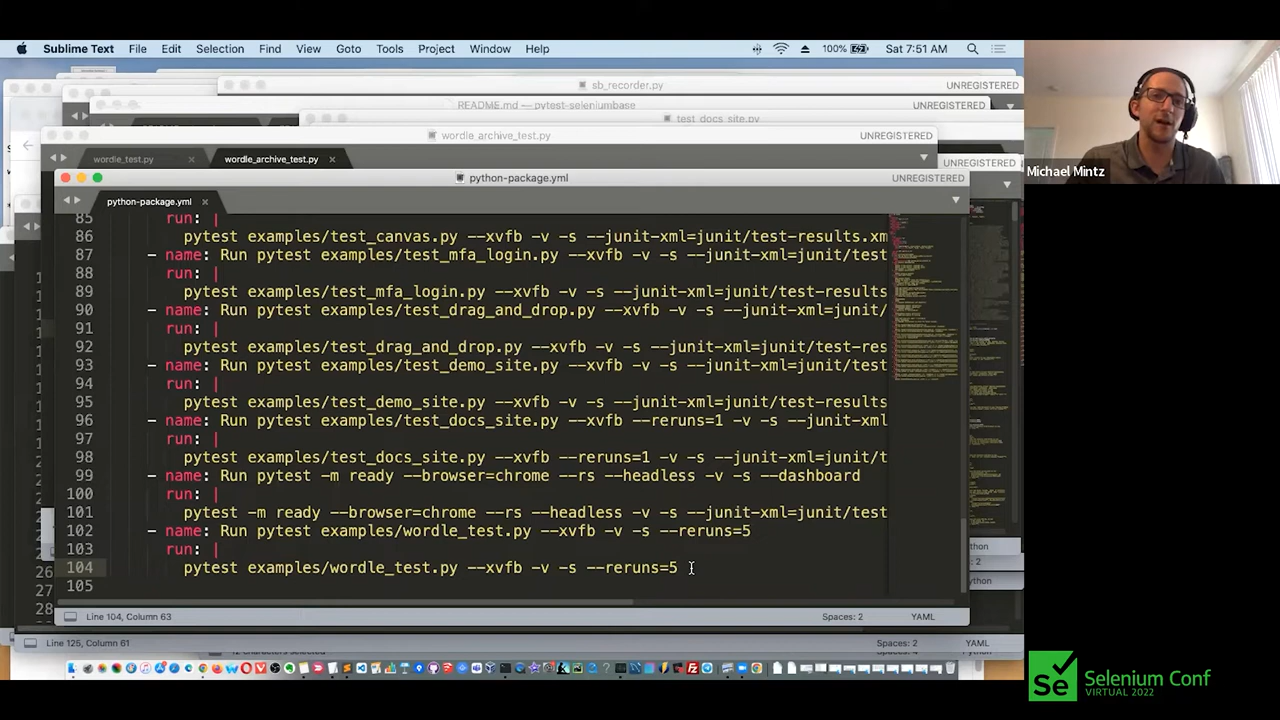 Sublime Text File Edit Selection Find View Goto Tools Project Window Help 100% Sat 7:51 AM
sb_recorder.py UNREGISTERED
README.md — pytest-seleniumbase UNREGISTERED
test_docs_site.py
wordle_archive_test.py UNREGISTERED
wordle_test.py wordle_archive_test.py UNREGISTERED
python-package.yml UNREGISTERED
python-package.yml
85 run: |
86 pytest examples/test_canvas.py --xvfb -v -s --junit-xml=junit/test-results.xm
87 - name: Run pytest examples/test_mfa_login.py --xvfb -v -s --junit-xml=junit/test
88 run: |
89 pytest examples/test_mfa_login.py --xvfb -v -s --junit-xml=junit/test-results
90 - name: Run pytest examples/test_drag_and_drop.py --xvfb -v -s --junit-xml=junit/
91 run: |
92 pytest examples/test_drag_and_drop.py --xvfb -v -s --junit-xml=junit/test-res
93 - name: Run pytest examples/test_demo_site.py --xvfb -v -s --junit-xml=junit/test
94 run: |
95 pytest examples/test_demo_site.py --xvfb -v -s --junit-xml=junit/test-results
96 - name: Run pytest examples/test_docs_site.py --xvfb --reruns=1 -v -s --junit-xml
97 run: |
98 pytest examples/test_docs_site.py --xvfb --reruns=1 -v -s --junit-xml=junit/t
99 - name: Run pytest -m ready --browser=chrome --rs --headless -v -s --dashboard
100 run: |
101 pytest -m ready --browser=chrome --rs --headless -v -s --junit-xml=junit/test
102 - name: Run pytest examples/wordle_test.py --xvfb -v -s --reruns=5
103 run: |
104 pytest examples/wordle_test.py --xvfb -v -s --reruns=5
105
26
27
28
thon
: 2
ython
Line 104, Column 63 Spaces: 2 YAML
Line 125, Column 61 Spaces: 2 YAML
Michael Mintz
Se Selenium Conf
VIRTUAL 2022